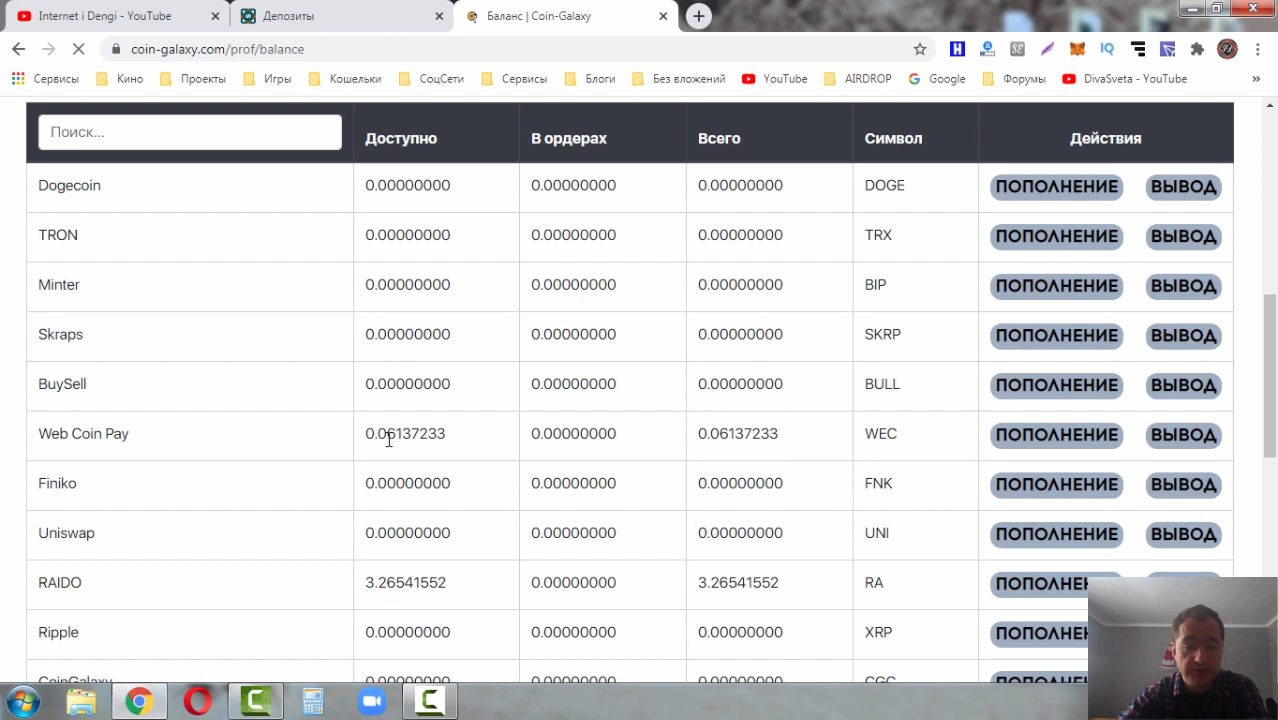 Internet i Dengi - YouTube
Депозиты
Баланс | Coin-Galaxy
coin-galaxy.com/prof/balance
Сервисы Кино Проекты Игры Кошельки СоцСети Сервисы Блоги Без вложений YouTube AIRDROP Google Форумы DivaSveta - YouTube »
Поиск... Доступно В ордерах Всего Символ Действия
Dogecoin 0.00000000 0.00000000 0.00000000 DOGE ПОПОЛНЕНИЕ ВЫВОД
TRON 0.00000000 0.00000000 0.00000000 TRX ПОПОЛНЕНИЕ ВЫВОД
Minter 0.00000000 0.00000000 0.00000000 BIP ПОПОЛНЕНИЕ ВЫВОД
Skraps 0.00000000 0.00000000 0.00000000 SKRP ПОПОЛНЕНИЕ ВЫВОД
BuySell 0.00000000 0.00000000 0.00000000 BULL ПОПОЛНЕНИЕ ВЫВОД
Web Coin Pay 0.06137233 0.00000000 0.06137233 WEC ПОПОЛНЕНИЕ ВЫВОД
Finiko 0.00000000 0.00000000 0.00000000 FNK ПОПОЛНЕНИЕ ВЫВОД
Uniswap 0.00000000 0.00000000 0.00000000 UNI ПОПОЛНЕНИЕ ВЫВОД
RAIDO 3.26541552 0.00000000 3.26541552 RA ПОПОЛНЕН
Ripple 0.00000000 0.00000000 0.00000000 XRP ПОПОЛНЕН
CoinGalaxy CGC